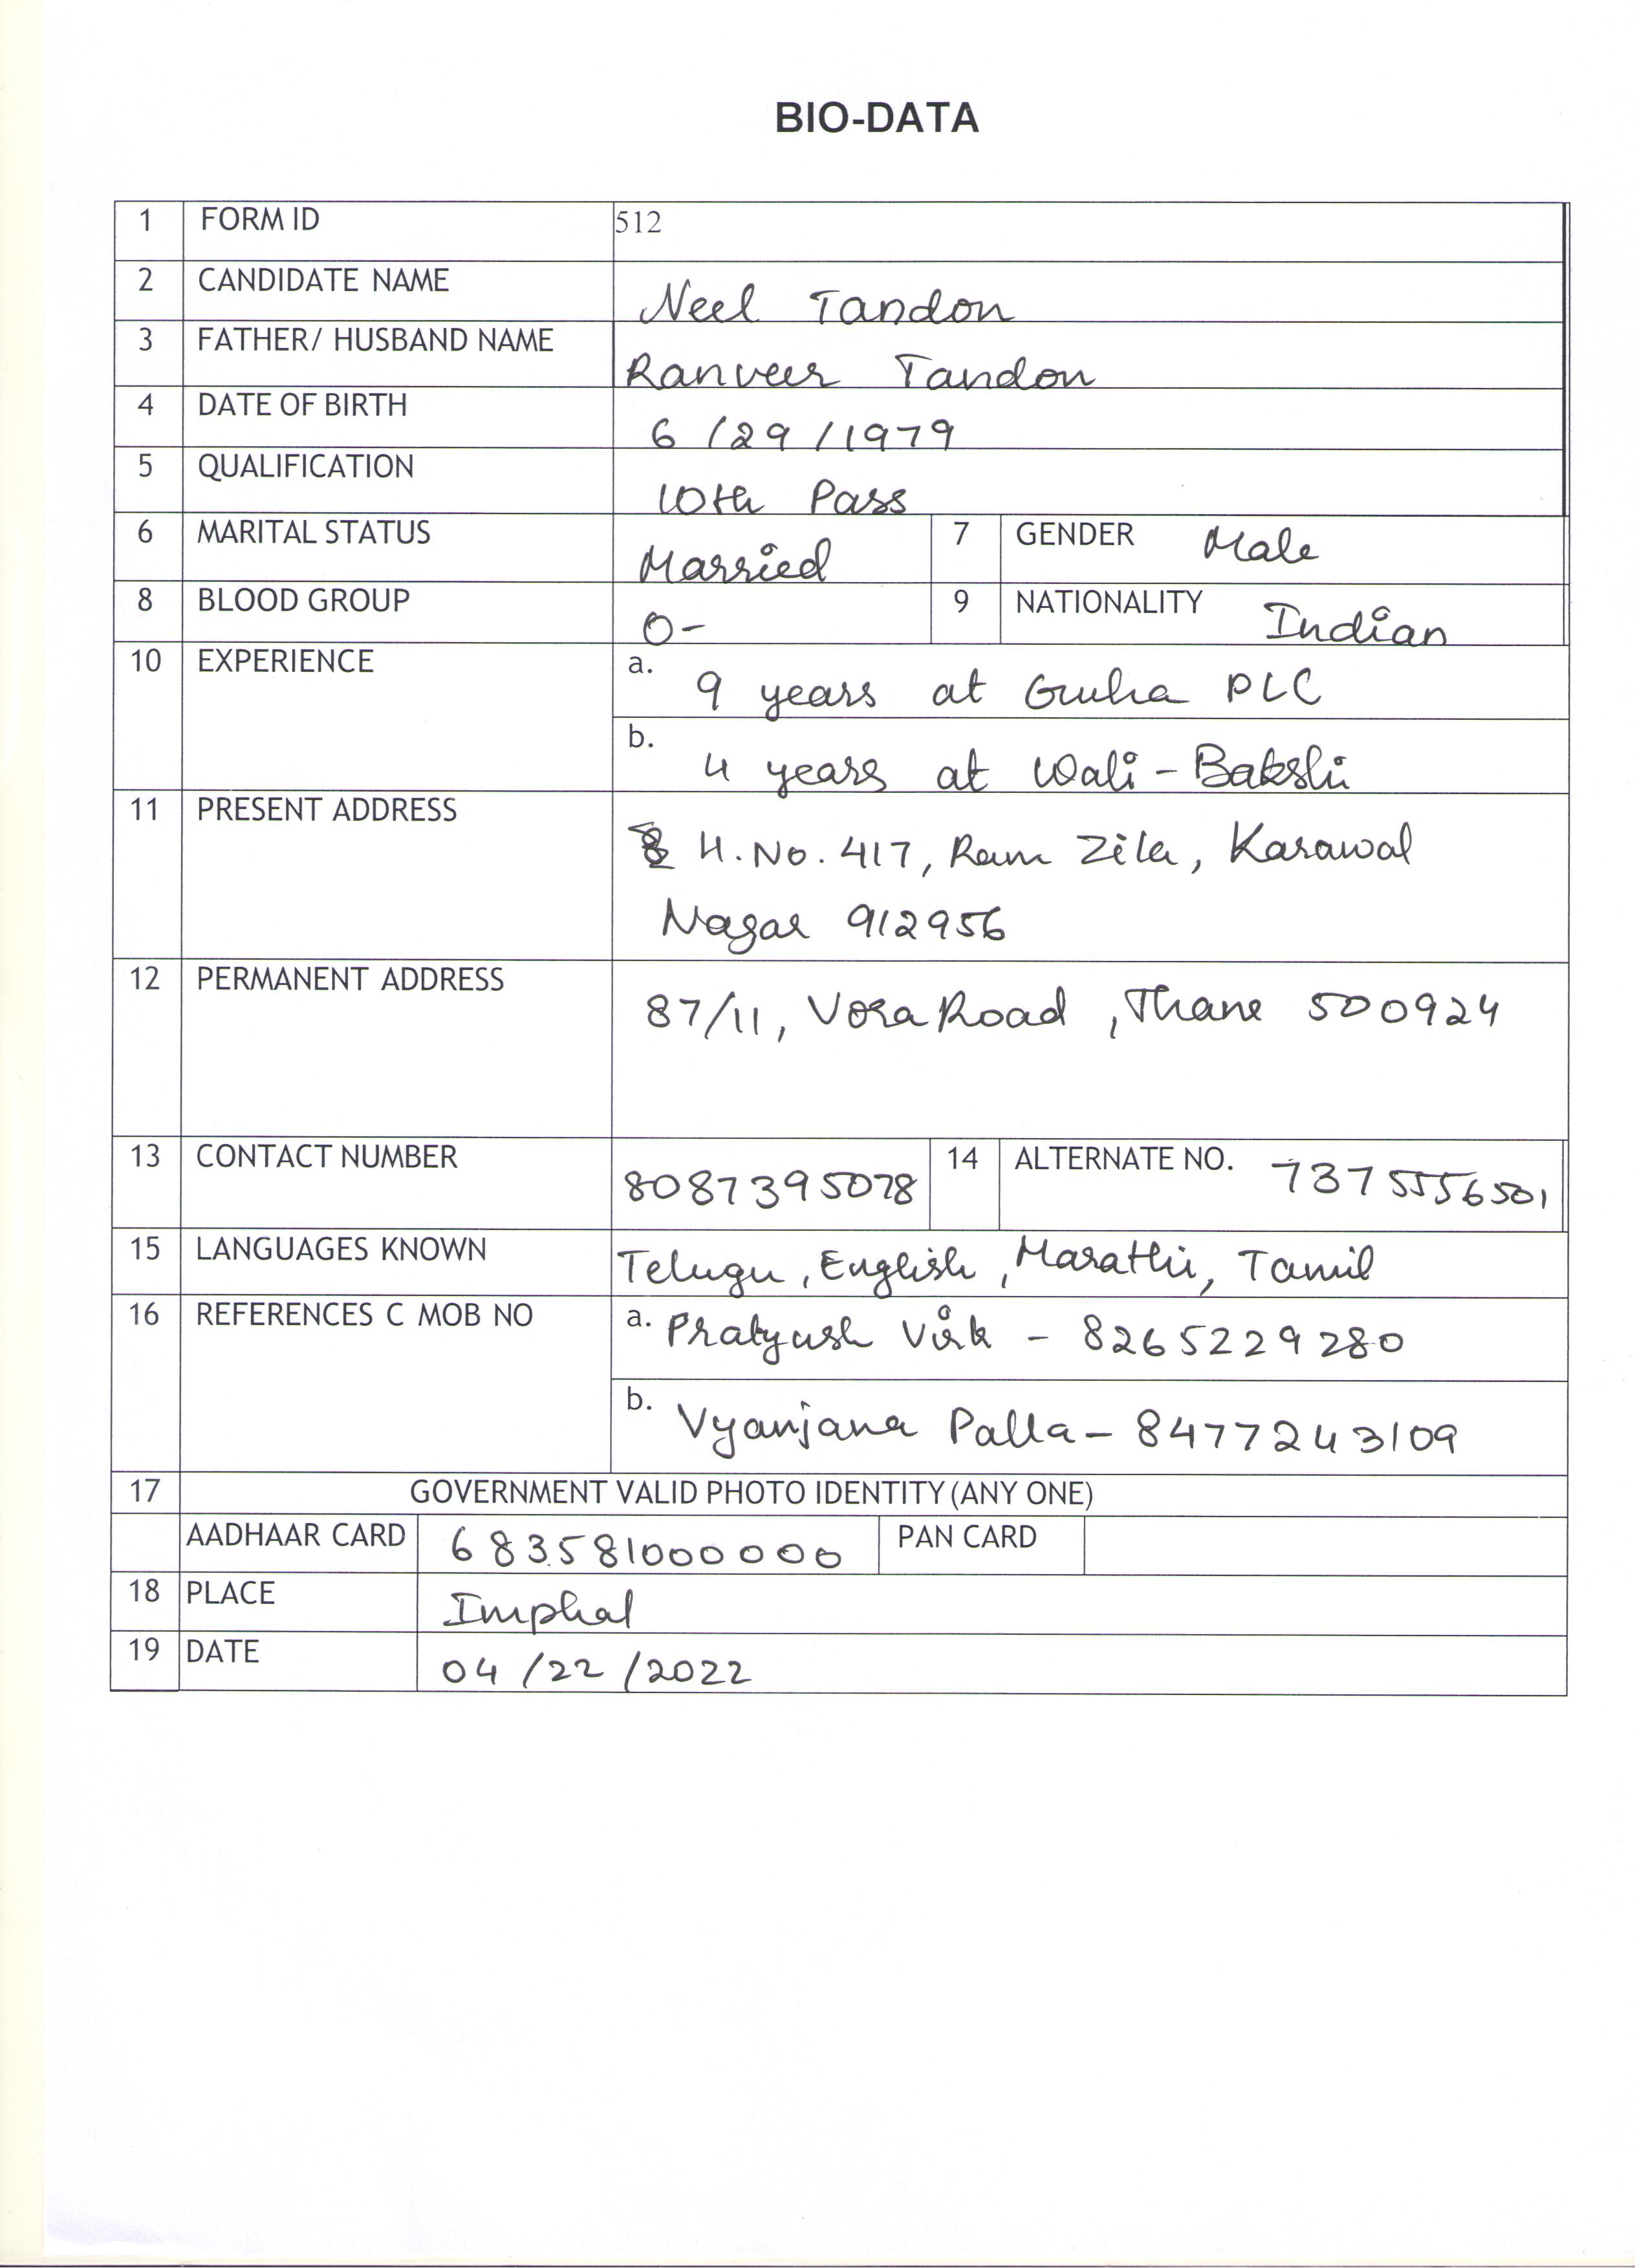 BIO-DATA
1 FORM ID 512
2 CANDIDATE NAME Neel Tandon
3 FATHER/ HUSBAND NAME Ranveer Tandon
4 DATE OF BIRTH 6/29/1979
5 QUALIFICATION 10th Pass
6 MARITAL STATUS Married 7 GENDER Male
8 BLOOD GROUP O- 9 NATIONALITY Indian
10 EXPERIENCE a. 9 years at Guha PLC
b. 4 years at Wali-Bakshi
11 PRESENT ADDRESS H.No. 417, Ram Zila, Karawal
Nagar 912956
12 PERMANENT ADDRESS 87/11, Vora Road, Thane 500924
13 CONTACT NUMBER 8087395078 14 ALTERNATE NO. 7375556501
15 LANGUAGES KNOWN Telugu, English, Marathi, Tamil
16 REFERENCES C MOB NO a. Pratyush Virk - 8265229280
b. Vyanjana Palla - 8477243109
17 GOVERNMENT VALID PHOTO IDENTITY (ANY ONE)
AADHAAR CARD 683581000000 PAN CARD
18 PLACE Imphal
19 DATE 04/22/2022